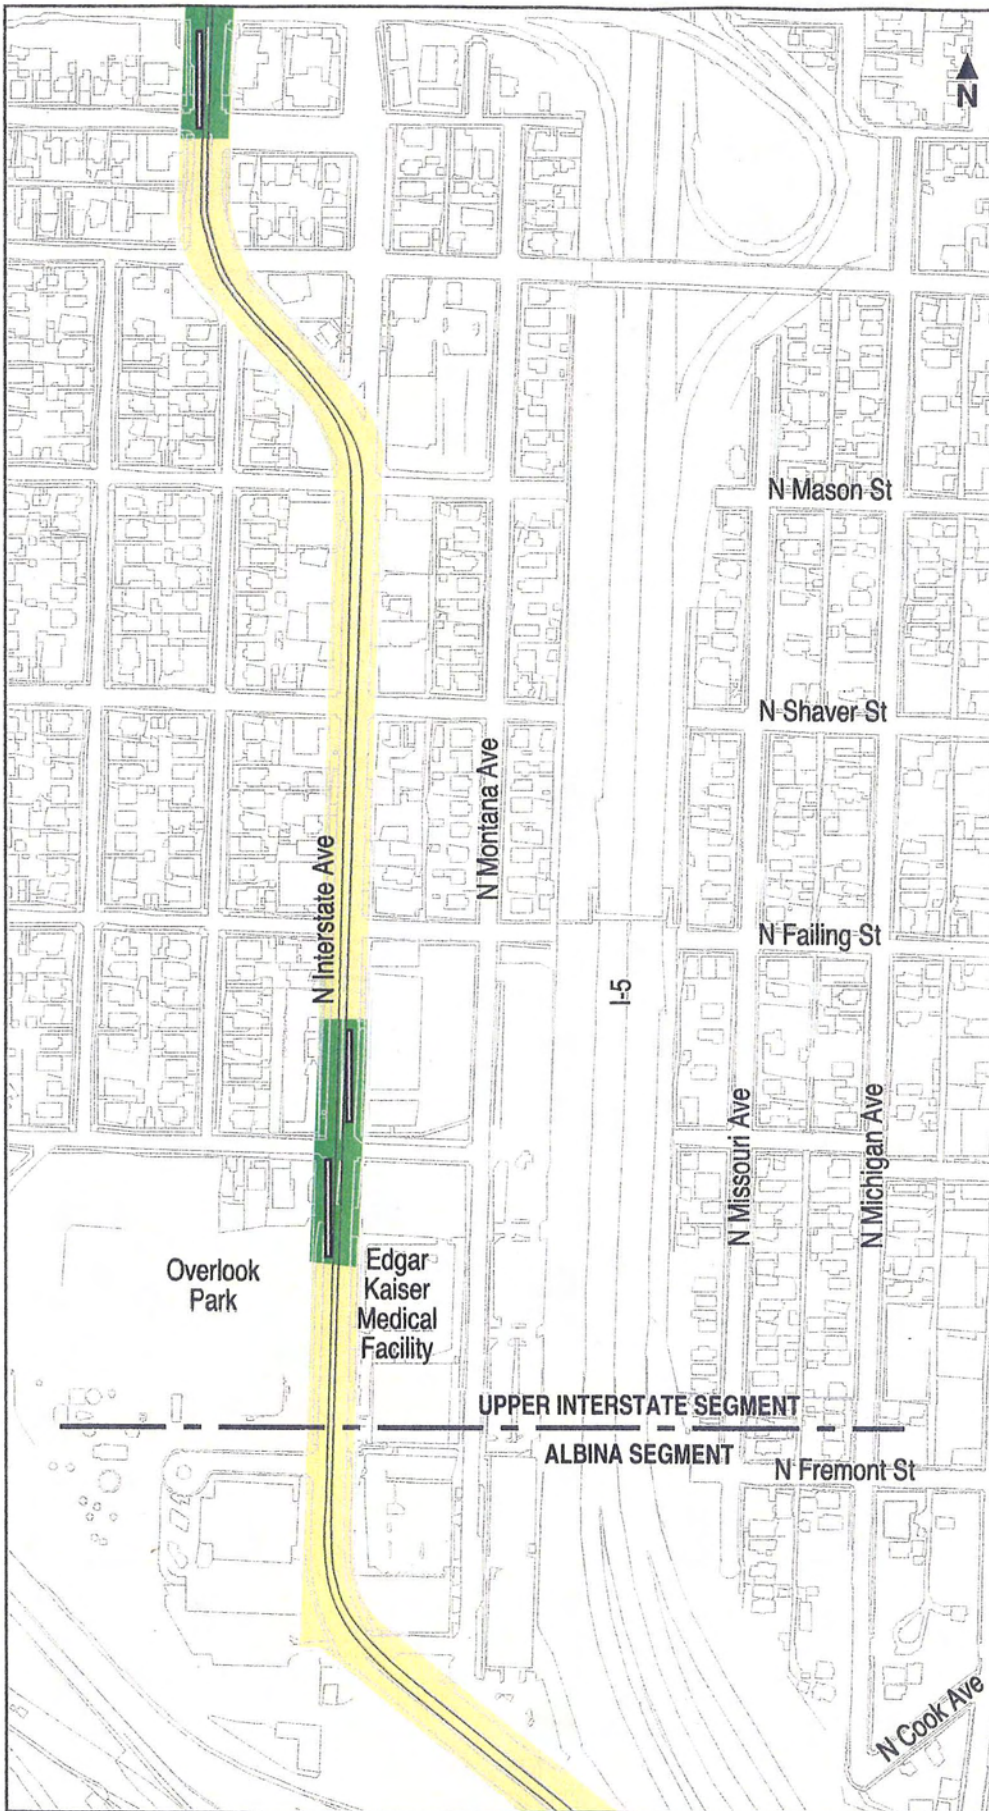 N
N Mason St
N Shaver St
N Montana Ave
N Interstate Ave
N Failing St
I-5
N Missouri Ave
N Michigan Ave
Overlook
Park
Edgar
Kaiser
Medical
Facility
UPPER INTERSTATE SEGMENT
ALBINA SEGMENT
N Fremont St
N Cook Ave